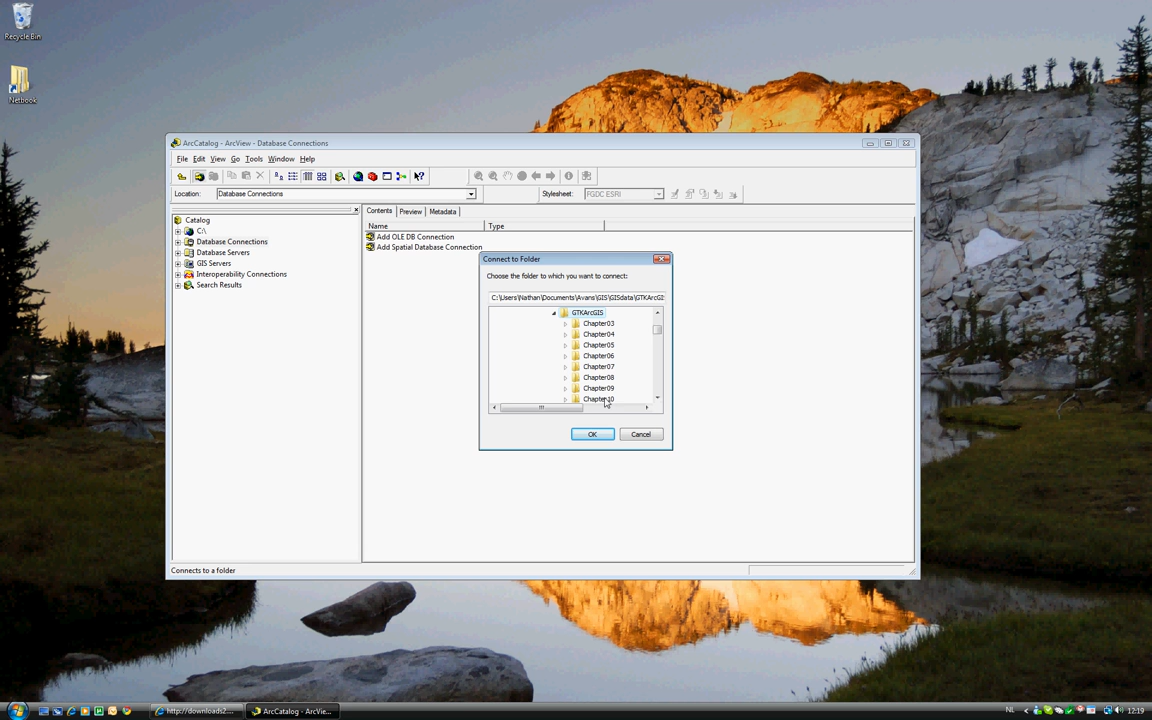 Recycle Bin
Netbook
ArcCatalog - ArcView - Database Connections
File Edit View Go Tools Window Help
Location: Database Connections
Stylesheet: FGDC ESRI
Catalog
C:\
Database Connections
Database Servers
GIS Servers
Interoperability Connections
Search Results
Contents Preview Metadata
Name Type
Add OLE DB Connection
Add Spatial Database Connection
Connect to Folder
Choose the folder to which you want to connect:
C:\Users\Nathan\Documents\Avans\GIS\GISdata\GTKArcGI
GTKArcGIS
Chapter03
Chapter04
Chapter05
Chapter06
Chapter07
Chapter08
Chapter09
Chapter10
OK Cancel
Connects to a folder
http://downloads2.... ArcCatalog - ArcVie... NL 12:19